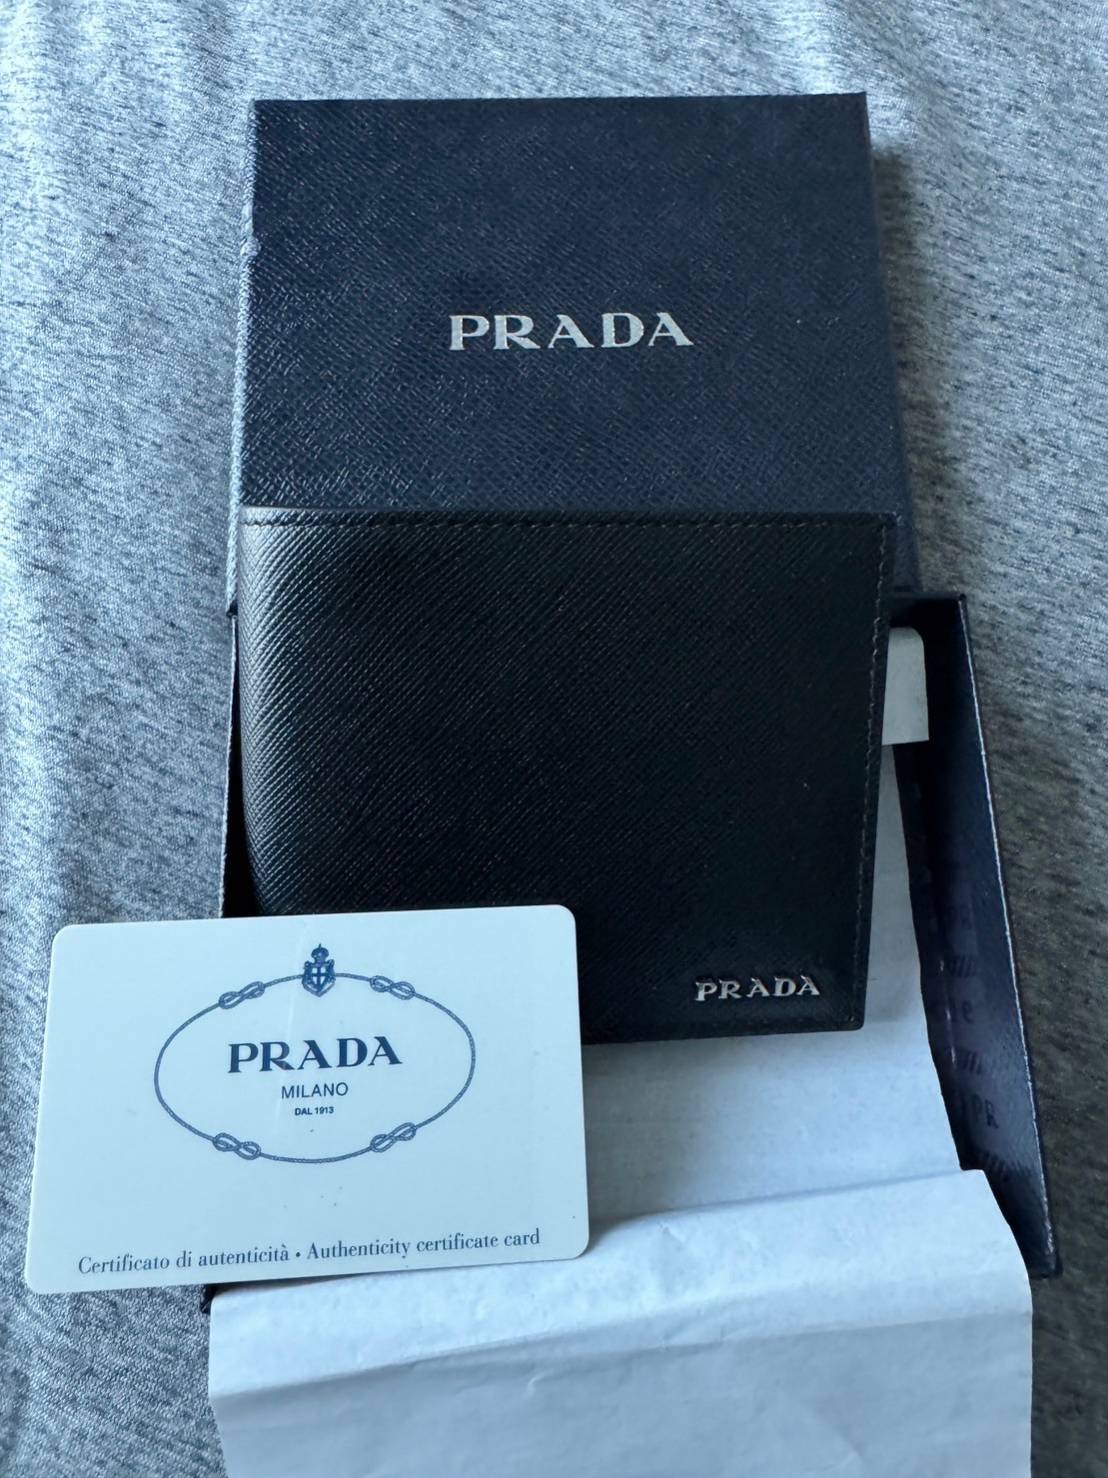 PRADA
PRADA
PRADA
MILANO
DAL 1913
Certificato di autenticità • Authenticity certificate card